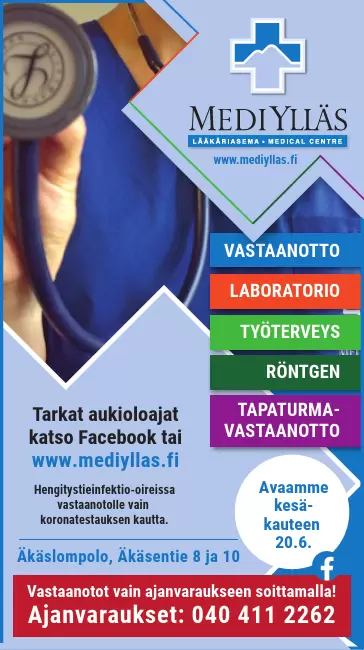 MEDIYLLÄS
LÄÄKÄRIASEMA • MEDICAL CENTRE
www.mediyllas.fi
VASTAANOTTO
LABORATORIO
TYÖTERVEYS
RÖNTGEN
TAPATURMA-
VASTAANOTTO
Tarkat aukioloajat
katso Facebook tai
www.mediyllas.fi
Hengitystieinfektio-oireissa
vastaanotolle vain
koronatestauksen kautta.
Avaamme
kesä-
kauteen
20.6.
Äkäslompolo, Äkäsentie 8 ja 10
Vastaanotot vain ajanvaraukseen soittamalla!
Ajanvaraukset: 040 411 2262